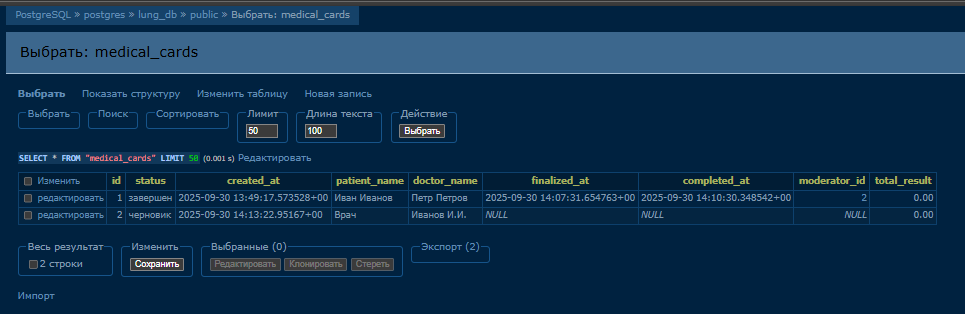 PostgreSQL » postgres » lung_db » public » Выбрать: medical_cards
Выбрать: medical_cards
Выбрать Показать структуру Изменить таблицу Новая запись
Выбрать Поиск Сортировать Лимит Длина текста Действие
50 100 Выбрать
SELECT * FROM "medical_cards" LIMIT 50 (0.001 s) Редактировать
Изменить id status created_at patient_name doctor_name finalized_at completed_at moderator_id total_result
редактировать 1 завершен 2025-09-30 13:49:17.573528+00 Иван Иванов Петр Петров 2025-09-30 14:07:31.654763+00 2025-09-30 14:10:30.348542+00 2 0.00
редактировать 2 черновик 2025-09-30 14:13:22.95167+00 Врач Иванов И.И. NULL NULL NULL 0.00
Весь результат Изменить Выбранные (0) Экспорт (2)
2 строки Сохранить Редактировать Клонировать Стереть
Импорт